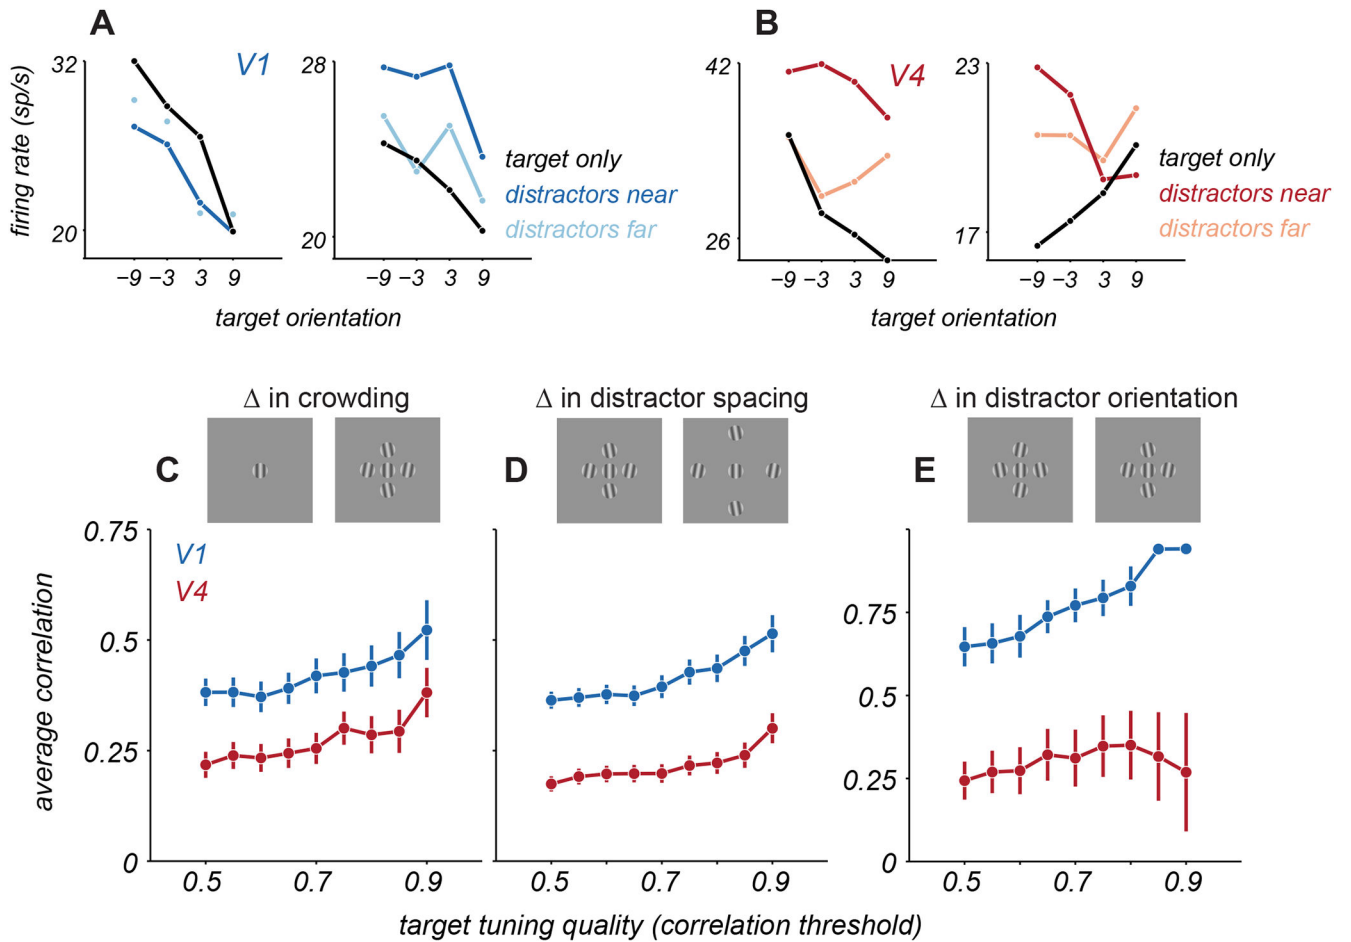 A
B
V1
V4
firing rate (sp/s)
32
20
28
20
42
26
23
17
target only
distractors near
distractors far
target only
distractors near
distractors far
−9 −3 3 9
−9 −3 3 9
−9 −3 3 9
−9 −3 3 9
target orientation
target orientation
Δ in crowding
Δ in distractor spacing
Δ in distractor orientation
C
D
E
V1
V4
average correlation
0.75
0.5
0.25
0
0.75
0.5
0.25
0
0.5 0.7 0.9
0.5 0.7 0.9
0.5 0.7 0.9
target tuning quality (correlation threshold)